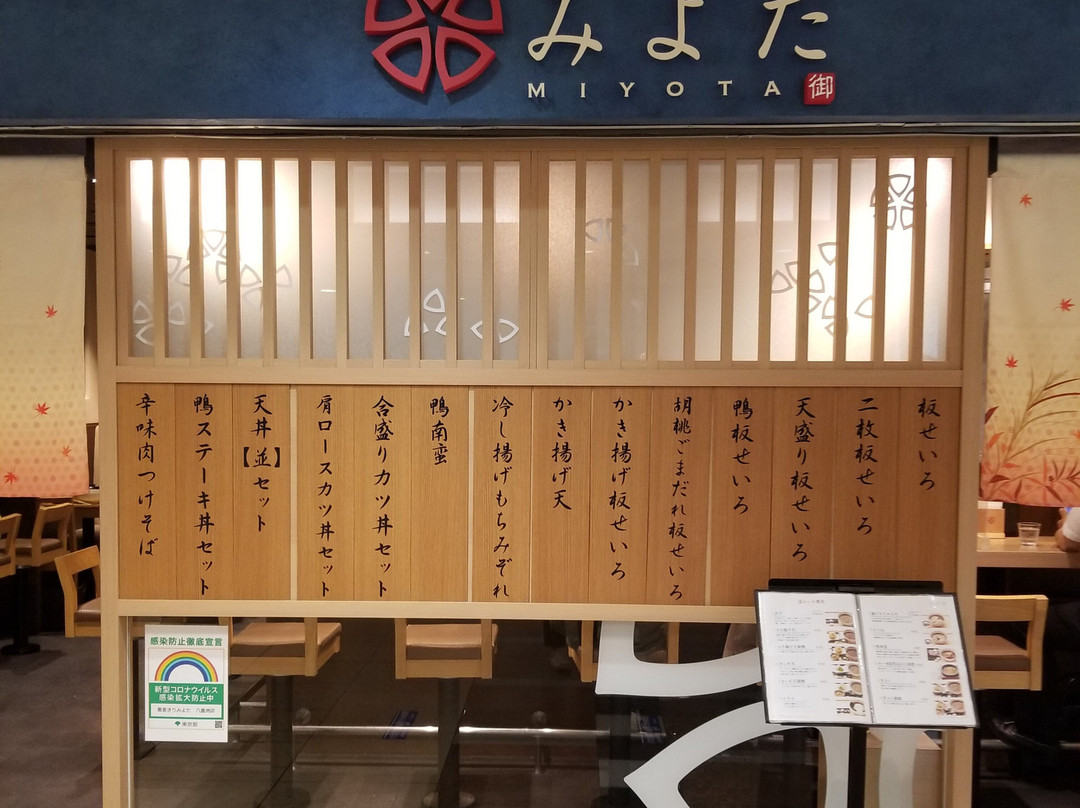 みよた
MIYOTA
御
板せいろ
二枚板せいろ
天盛り板せいろ
鴨板せいろ
胡桃ごまだれ板せいろ
かき揚げ板せいろ
かき揚げ天
冷し揚げもちみぞれ
鴨南蛮
合盛りカツ丼セット
肩ロースカツ丼セット
天丼【並】セット
鴨ステーキ丼セット
辛味肉つけそば
感染防止徹底宣言
新型コロナウイルス
感染拡大防止中
東京都